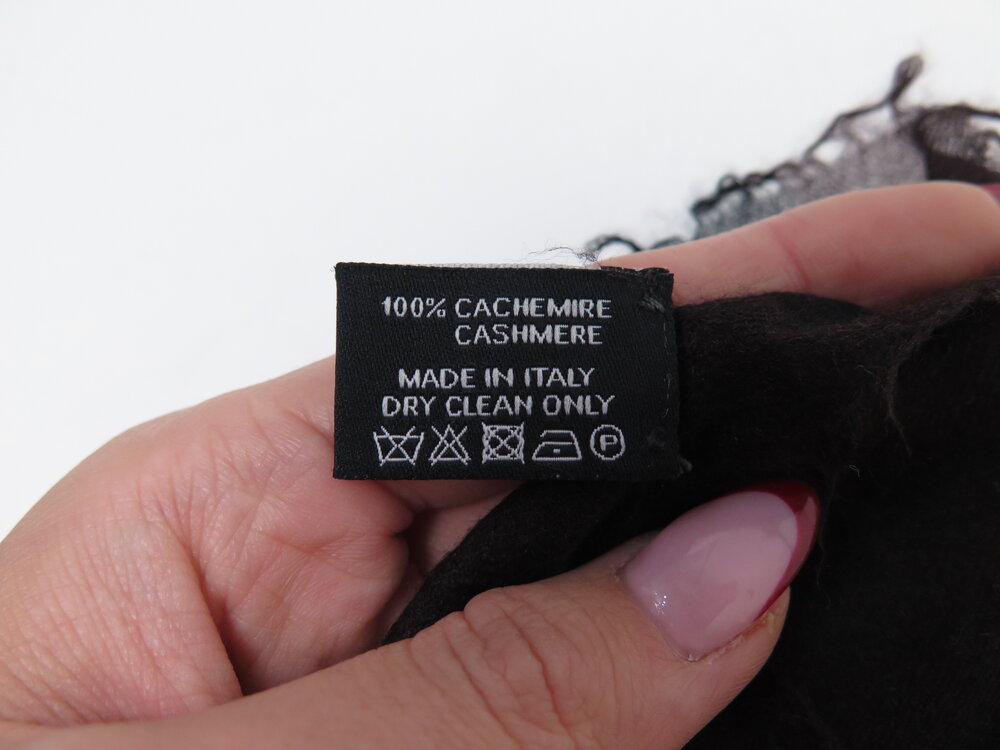 100% CACHEMIRE
CASHMERE
MADE IN ITALY
DRY CLEAN ONLY
P